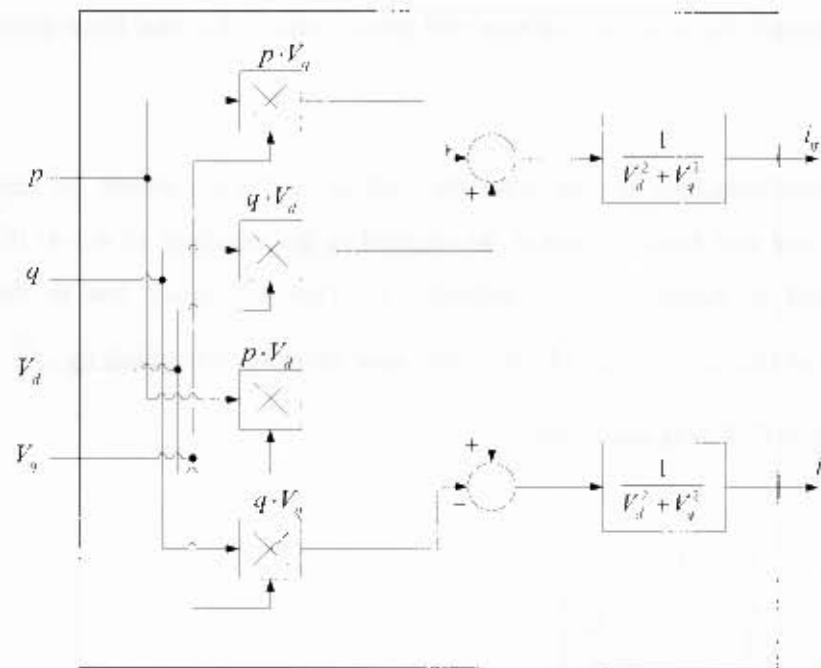 p · V_q
p
+
+
1
V_d^2 + V_q^2
i_q
q · V_d
q
V_d
p · V_d
V_q
q · V_q
+
−
1
V_d^2 + V_q^2
i